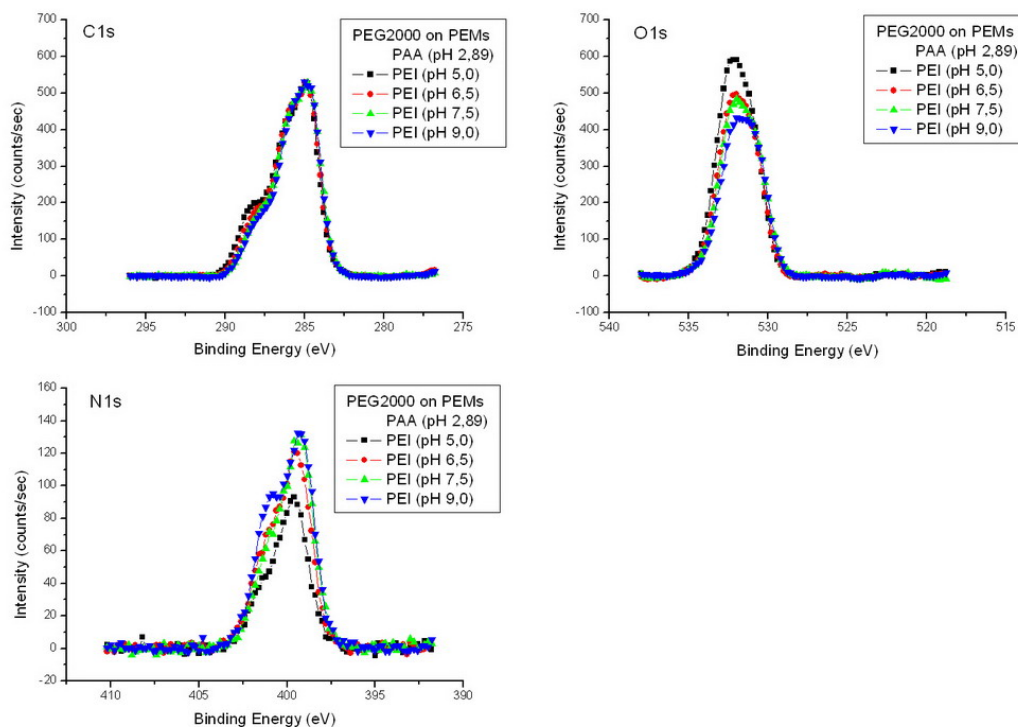 C1s
PEG2000 on PEMs
PAA (pH 2,89)
PEI (pH 5,0)
PEI (pH 6,5)
PEI (pH 7,5)
PEI (pH 9,0)
700
600
500
400
300
200
100
0
-100
Intensity (counts/sec)
300 295 290 285 280 275
Binding Energy (eV)
O1s
PEG2000 on PEMs
PAA (pH 2,89)
PEI (pH 5,0)
PEI (pH 6,5)
PEI (pH 7,5)
PEI (pH 9,0)
700
600
500
400
300
200
100
0
-100
Intensity (counts/sec)
540 535 530 525 520 515
Binding Energy (eV)
N1s
PEG2000 on PEMs
PAA (pH 2,89)
PEI (pH 5,0)
PEI (pH 6,5)
PEI (pH 7,5)
PEI (pH 9,0)
160
140
120
100
80
60
40
20
0
-20
Intensity (counts/sec)
410 405 400 395 390
Binding Energy (eV)